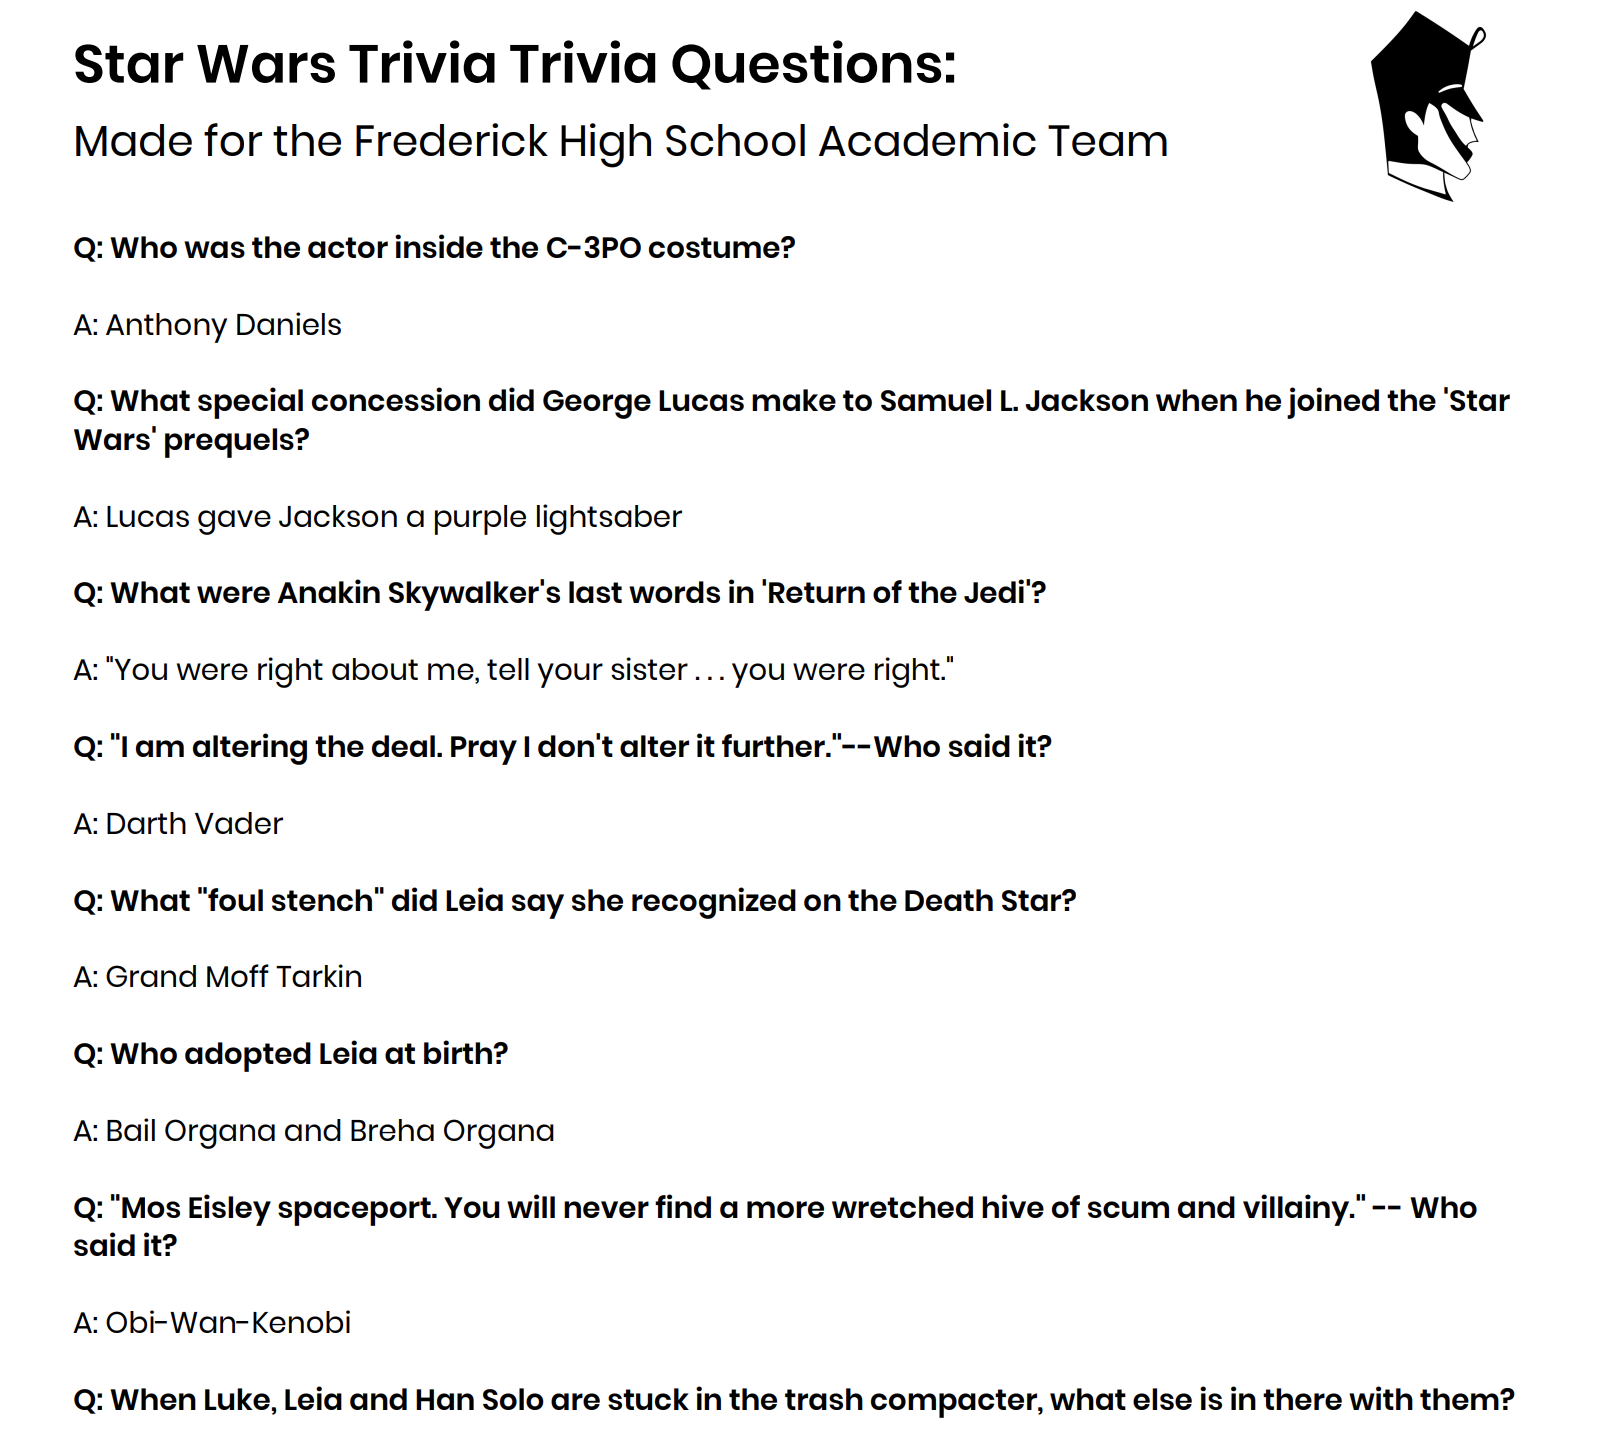 Star Wars Trivia Trivia Questions:
Made for the Frederick High School Academic Team
Q: Who was the actor inside the C-3PO costume?
A: Anthony Daniels
Q: What special concession did George Lucas make to Samuel L. Jackson when he joined the 'Star
Wars' prequels?
A: Lucas gave Jackson a purple lightsaber
Q: What were Anakin Skywalker's last words in 'Return of the Jedi'?
A: "You were right about me, tell your sister . . . you were right."
Q: "I am altering the deal. Pray I don't alter it further."--Who said it?
A: Darth Vader
Q: What "foul stench" did Leia say she recognized on the Death Star?
A: Grand Moff Tarkin
Q: Who adopted Leia at birth?
A: Bail Organa and Breha Organa
Q: "Mos Eisley spaceport. You will never find a more wretched hive of scum and villainy." -- Who
said it?
A: Obi-Wan-Kenobi
Q: When Luke, Leia and Han Solo are stuck in the trash compacter, what else is in there with them?